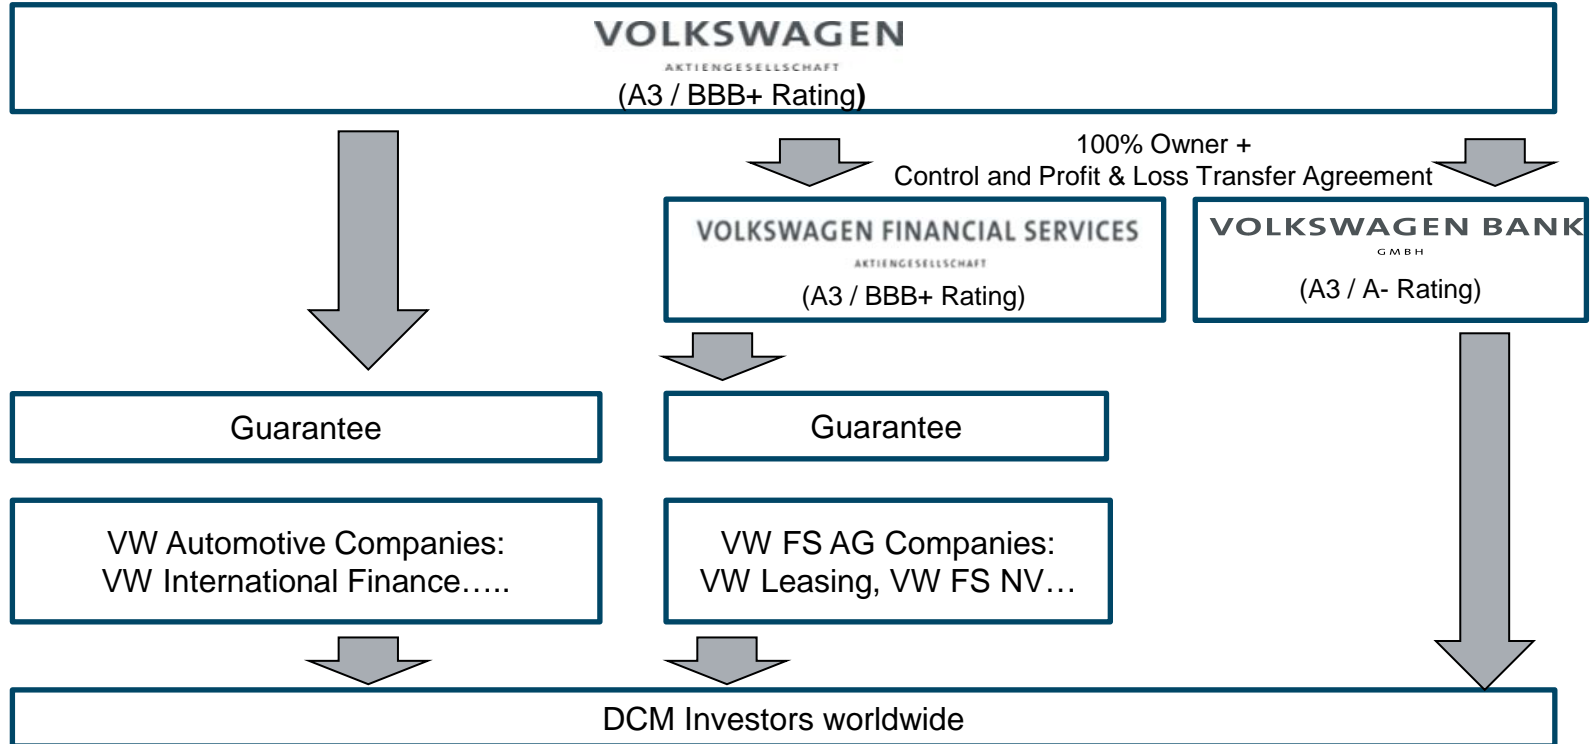 VOLKSWAGEN
AKTIENGESELLSCHAFT
(A3 / BBB+ Rating)
100% Owner +
Control and Profit & Loss Transfer Agreement
VOLKSWAGEN FINANCIAL SERVICES
AKTIENGESELLSCHAFT
(A3 / BBB+ Rating)
VOLKSWAGEN BANK
GMBH
(A3 / A- Rating)
Guarantee
Guarantee
VW Automotive Companies:
VW International Finance…..
VW FS AG Companies:
VW Leasing, VW FS NV…
DCM Investors worldwide